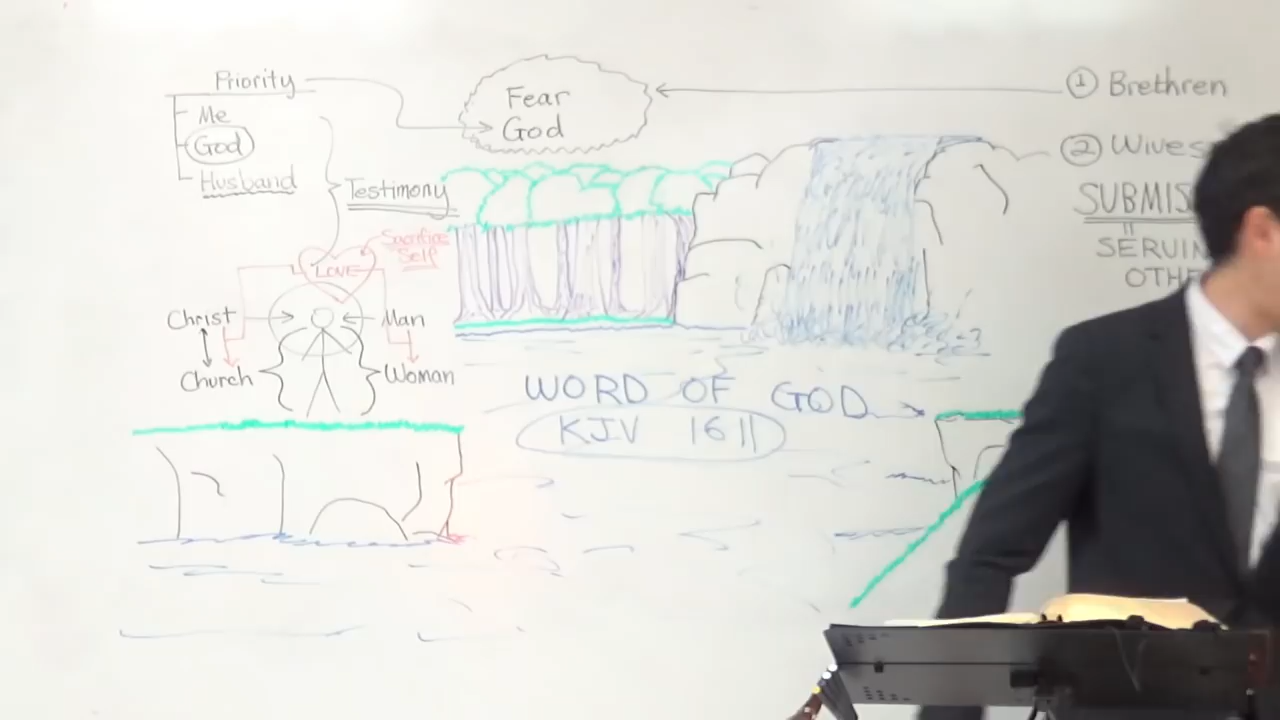 Priority
Me
God
Husband
Testimony
Fear
God
① Brethren
② Wives
SUBMIS
SERUIN
OTHE
Sacrifice
Self
LOVE
Christ
Man
Church
Woman
WORD OF GOD
KJV 1611